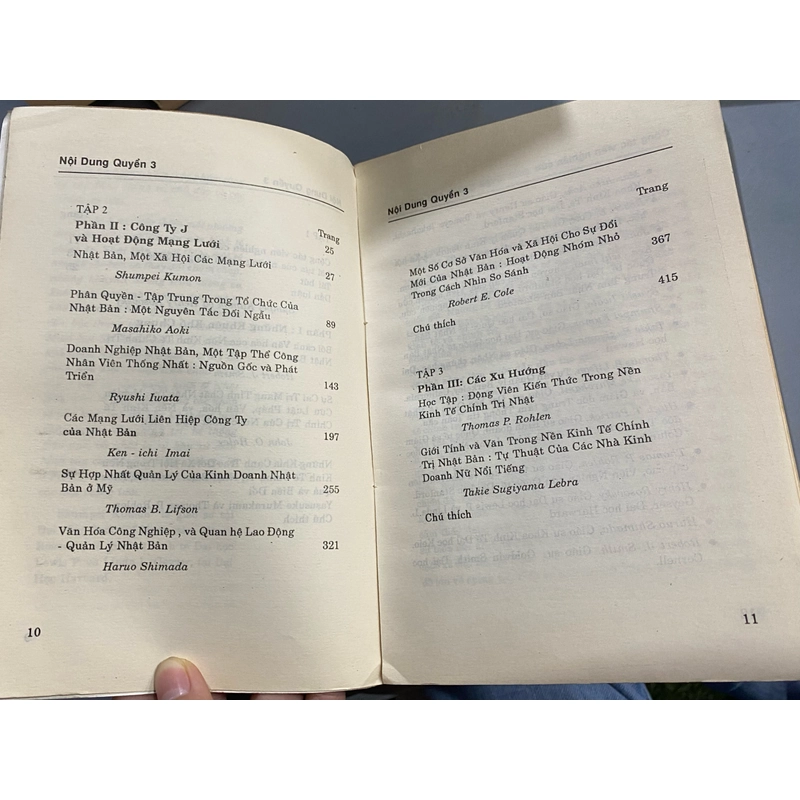 Nội Dung Quyển 3
TẬP 2
Phần II : Công Ty J Trang
và Hoạt Động Mạng Lưới 25
Nhật Bản, Một Xã Hội Các Mạng Lưới 27
Shumpei Kumon
Phân Quyền - Tập Trung Trong Tổ Chức Của
Nhật Bản : Một Nguyên Tắc Đối Ngẫu 89
Masahiko Aoki
Doanh Nghiệp Nhật Bản, Một Tập Thể Công
Nhân Viên Thống Nhất : Nguồn Gốc và Phát
Triển 143
Ryushi Iwata
Các Mạng Lưới Liên Hiệp Công Ty
của Nhật Bản 197
Ken - ichi Imai
Sự Hợp Nhất Quản Lý Của Kinh Doanh Nhật
Bản ở Mỹ 255
Thomas B. Lifson
Văn Hóa Công Nghiệp , và Quan hệ Lao Động
- Quản Lý Nhật Bản 321
Haruo Shimada
10
Nội Dung Quyển 3
Trang
Một Số Cơ Sở Văn Hóa và Xã Hội Cho Sự Đổi
Mới Của Nhật Bản : Hoạt Động Nhóm Nhỏ 367
Trong Cách Nhìn So Sánh
Robert E. Cole
Chú thích 415
TẬP 3
Phần III: Các Xu Hướng
Học Tập : Động Viên Kiến Thức Trong Nền
Kinh Tế Chính Trị Nhật
Thomas P. Rohlen
Giới Tính và Văn Trong Nền Kinh Tế Chính
Trị Nhật Bản : Tự Thuật Của Các Nhà Kinh
Doanh Nữ Nổi Tiếng
Takie Sugiyama Lebra
Chú thích
11